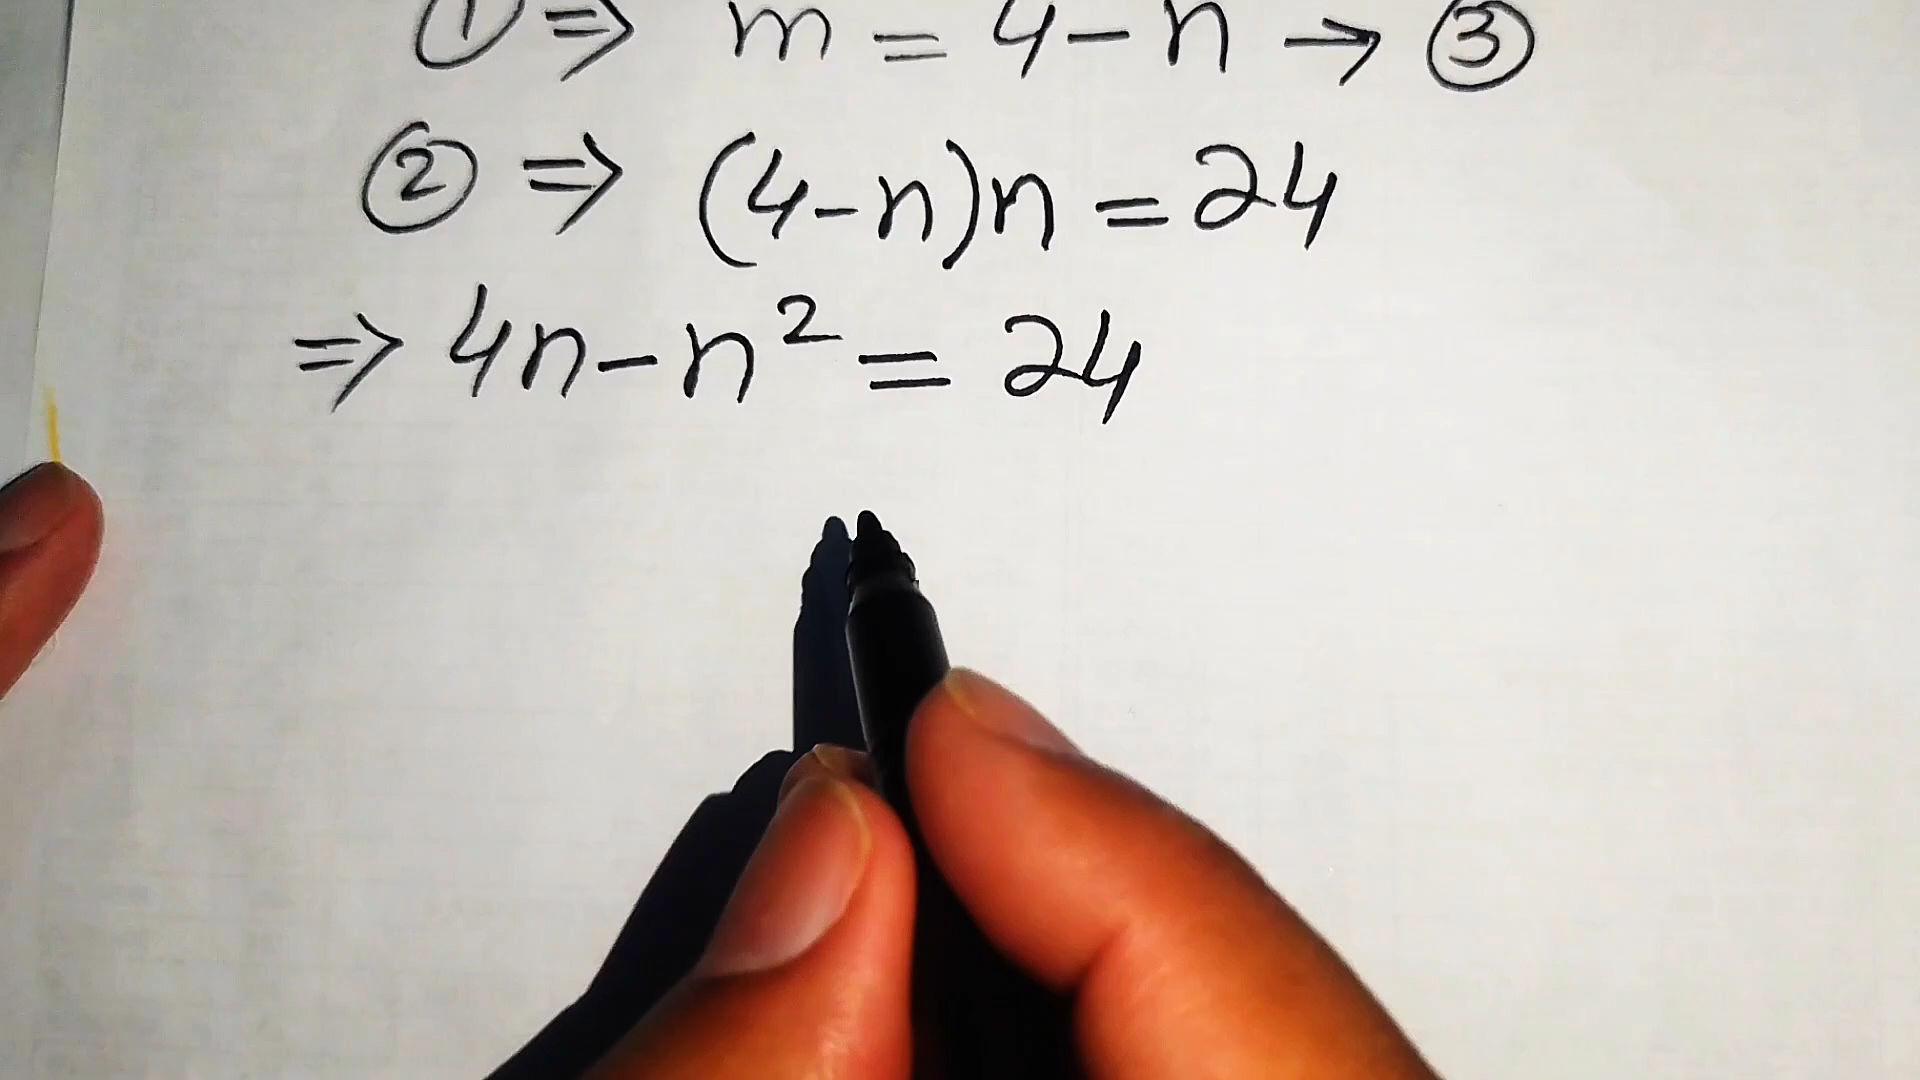 ① ⇒ m = 4 - n → ③
② ⇒ (4-n)n = 24
⇒ 4n - n² = 24